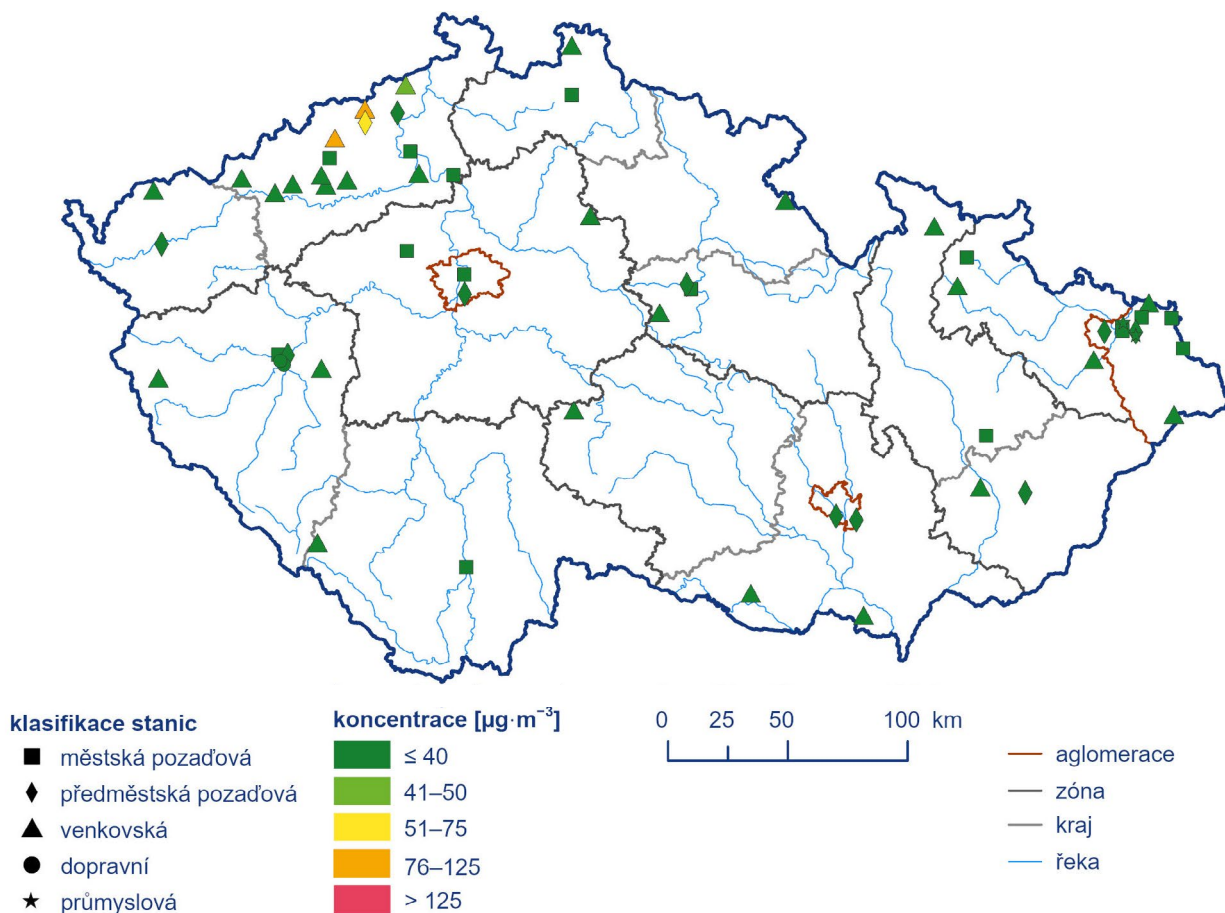 klasifikace stanic
městská pozaďová
předměstská pozaďová
venkovská
dopravní
průmyslová
koncentrace [µg·m⁻³]
≤ 40
41–50
51–75
76–125
> 125
0 25 50 100 km
aglomerace
zóna
kraj
řeka